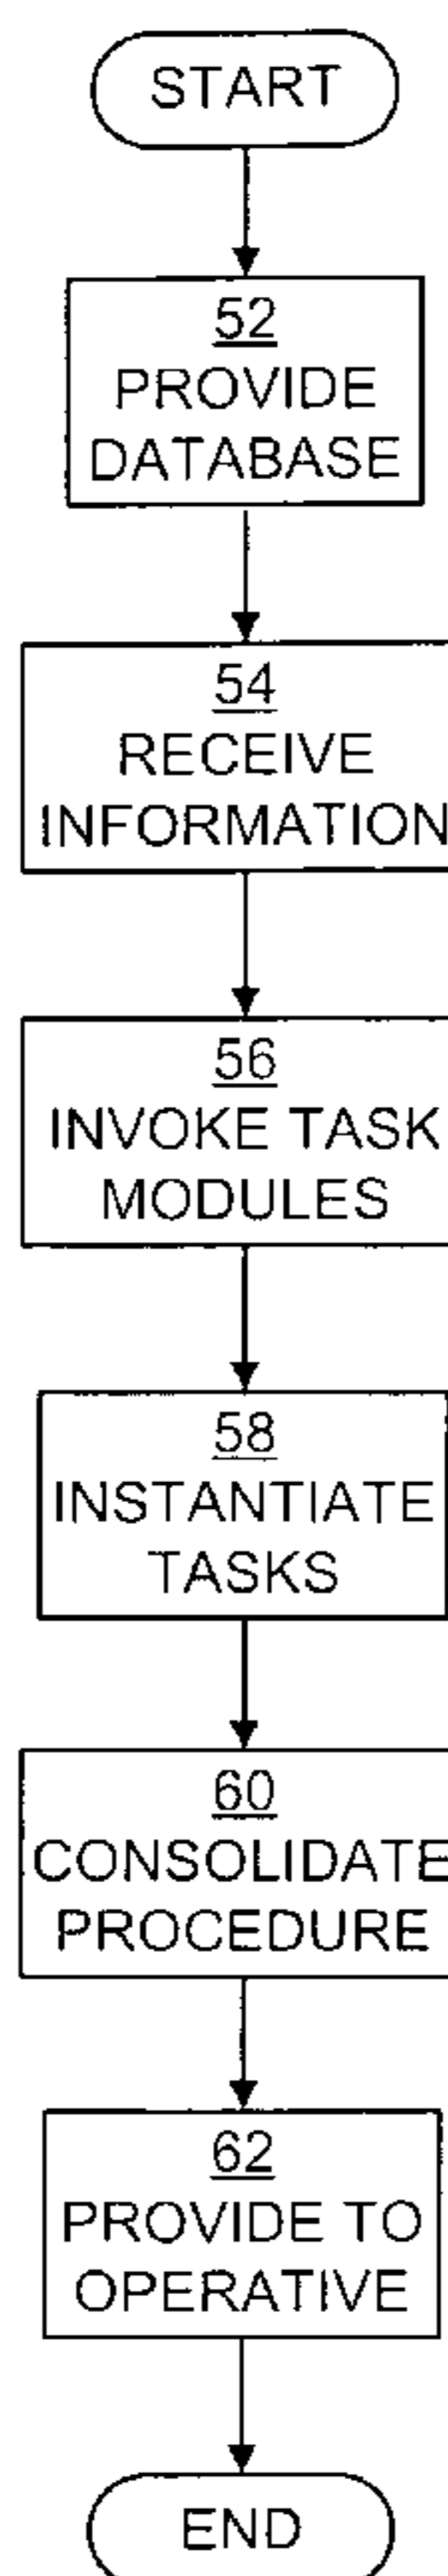 START
52
PROVIDE
DATABASE
54
RECEIVE
INFORMATION
56
INVOKE TASK
MODULES
58
INSTANTIATE
TASKS
60
CONSOLIDATE
PROCEDURE
62
PROVIDE TO
OPERATIVE
END